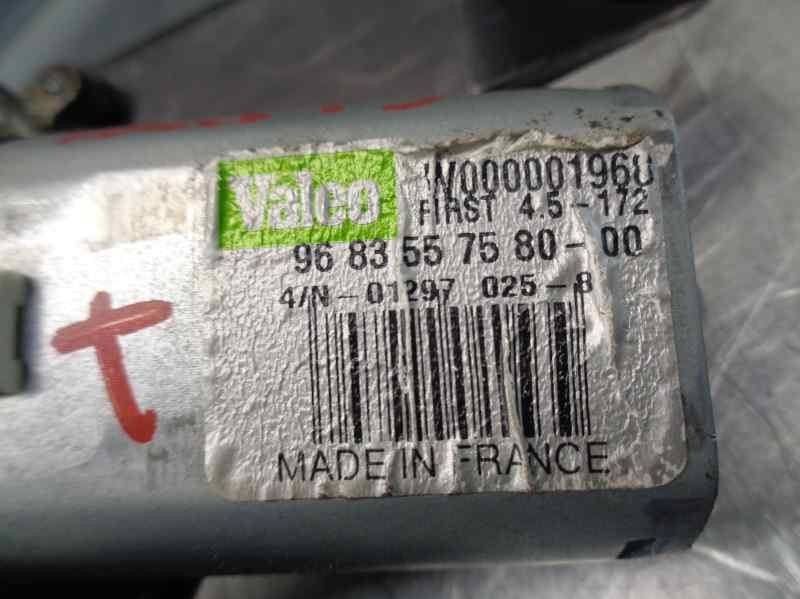 Valeo
W000001960
FIRST 4.5-172
96 83 55 75 80-00
4/N-01297 025-8
MADE IN FRANCE
T